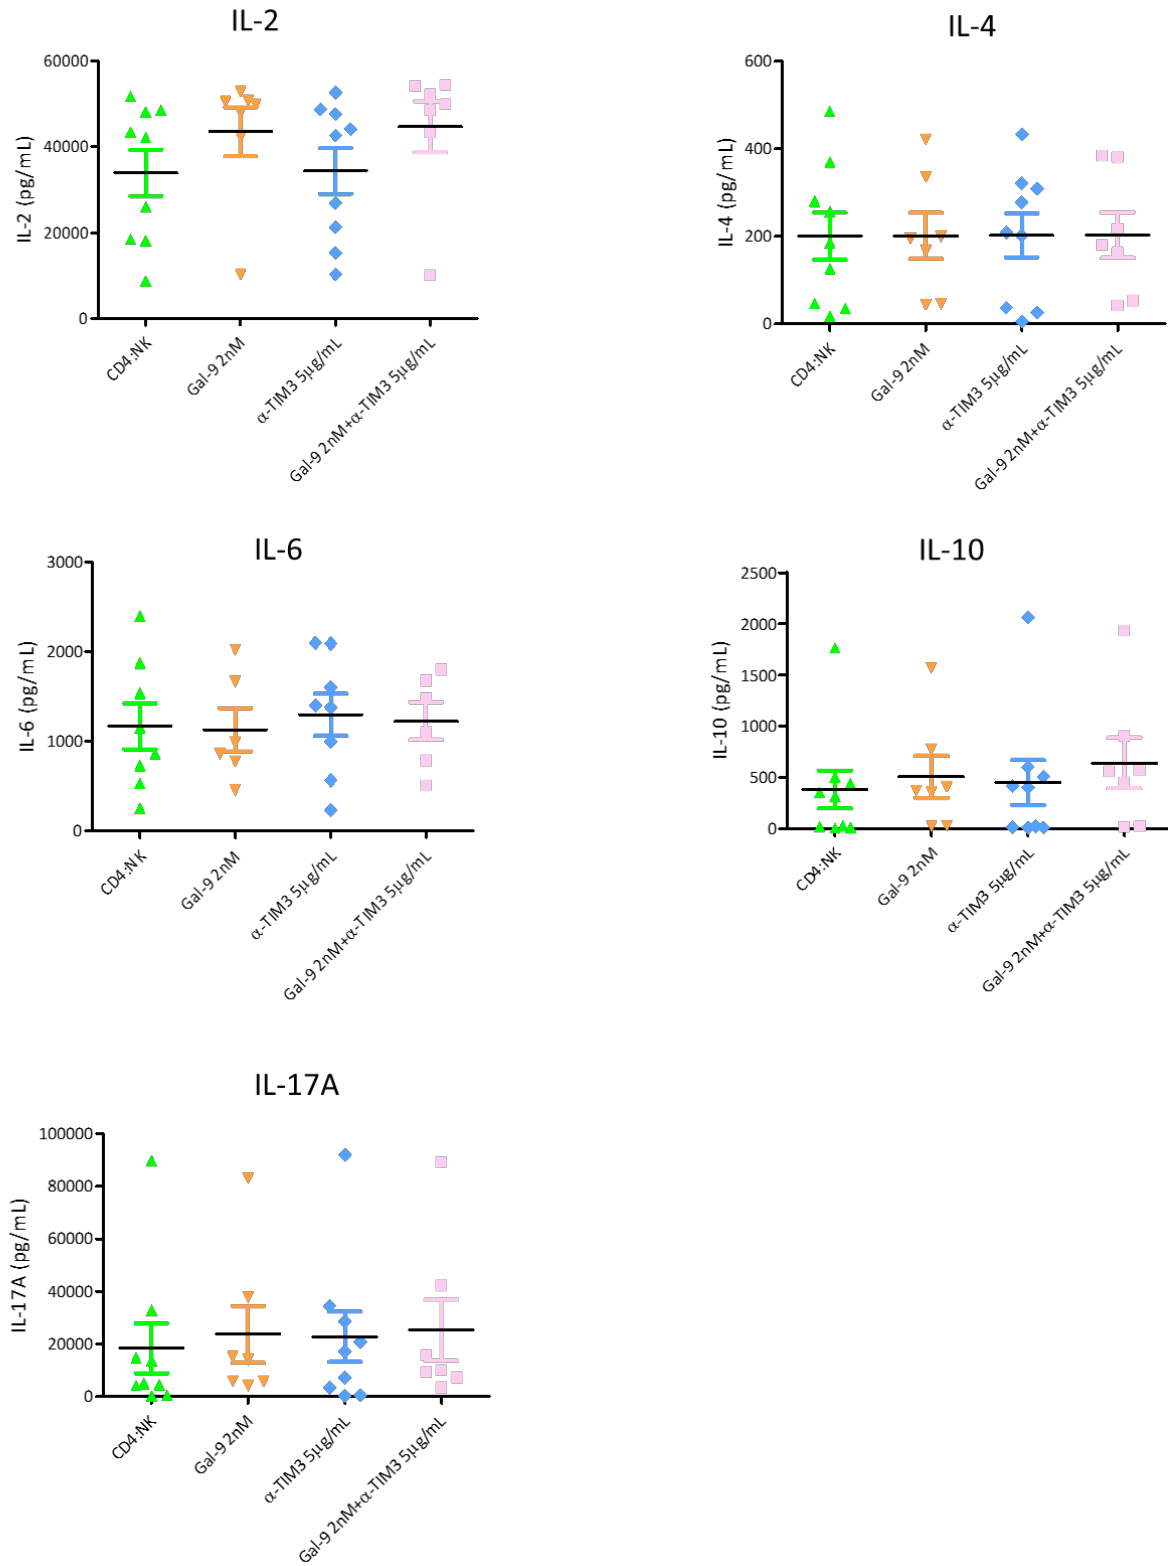 IL-2
IL-4
60000
40000
20000
0
IL-2 (pg/mL)
CD4:NK
Gal-9 2nM
α-TIM3 5µg/mL
Gal-9 2nM+α-TIM3 5µg/mL
600
400
200
0
IL-4 (pg/mL)
CD4:NK
Gal-9 2nM
α-TIM3 5µg/mL
Gal-9 2nM+α-TIM3 5µg/mL
IL-6
IL-10
3000
2000
1000
0
IL-6 (pg/mL)
CD4:NK
Gal-9 2nM
α-TIM3 5µg/mL
Gal-9 2nM+α-TIM3 5µg/mL
2500
2000
1500
1000
500
0
IL-10 (pg/mL)
CD4:NK
Gal-9 2nM
α-TIM3 5µg/mL
Gal-9 2nM+α-TIM3 5µg/mL
IL-17A
100000
80000
60000
40000
20000
0
IL-17A (pg/mL)
CD4:NK
Gal-9 2nM
α-TIM3 5µg/mL
Gal-9 2nM+α-TIM3 5µg/mL